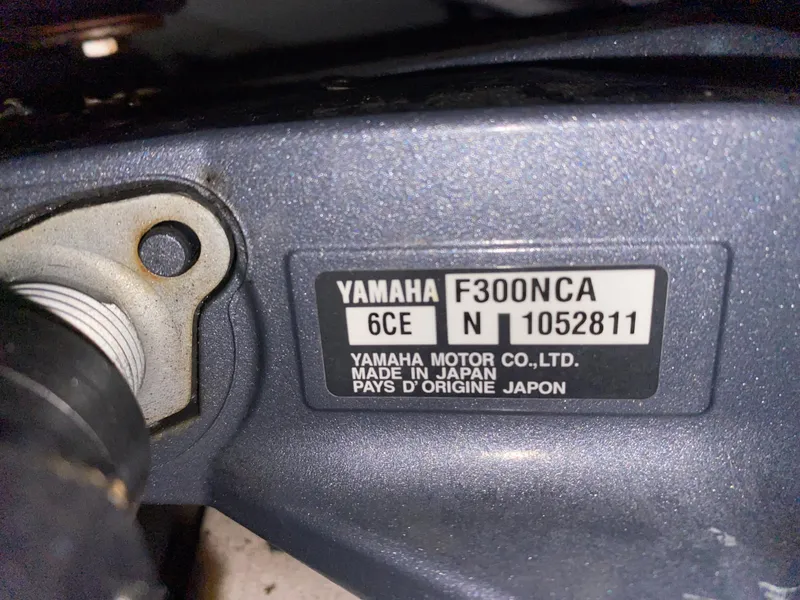 YAMAHA F300NCA
6CE N 1052811
YAMAHA MOTOR CO.,LTD.
MADE IN JAPAN
PAYS D'ORIGINE JAPON